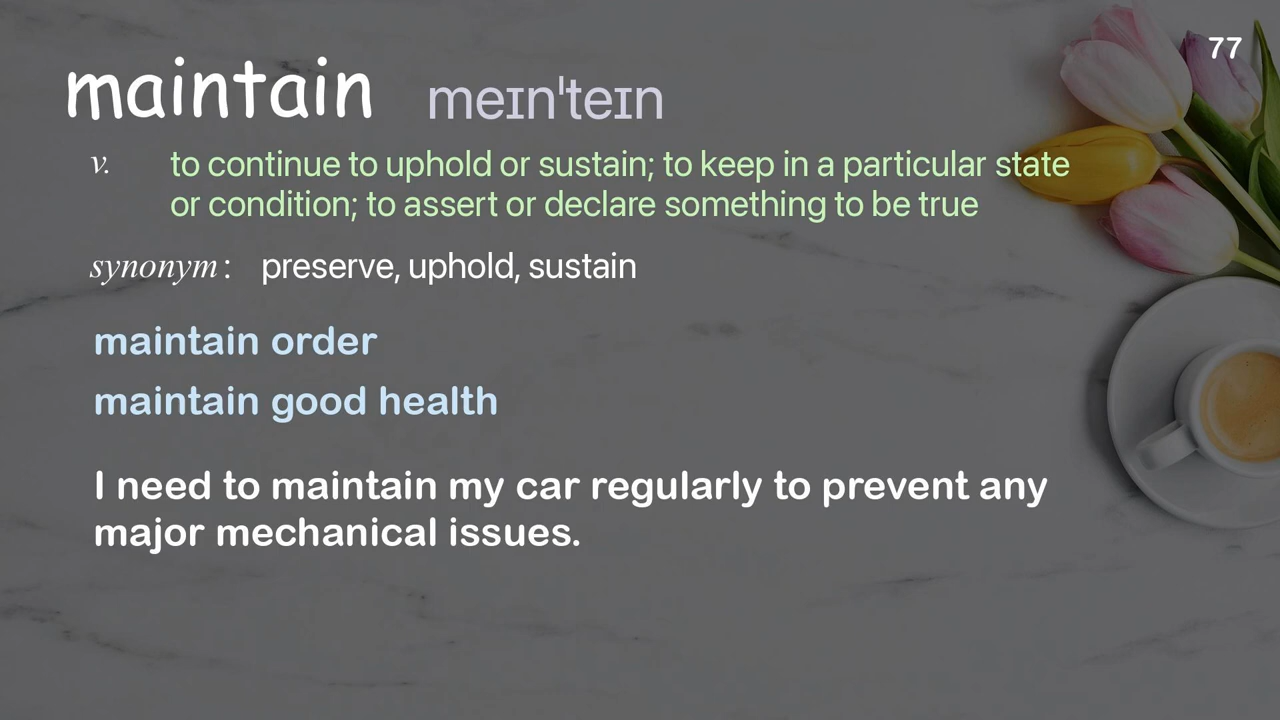 77
maintain meɪn'teɪn
v. to continue to uphold or sustain; to keep in a particular state
or condition; to assert or declare something to be true
synonym: preserve, uphold, sustain
maintain order
maintain good health
I need to maintain my car regularly to prevent any
major mechanical issues.